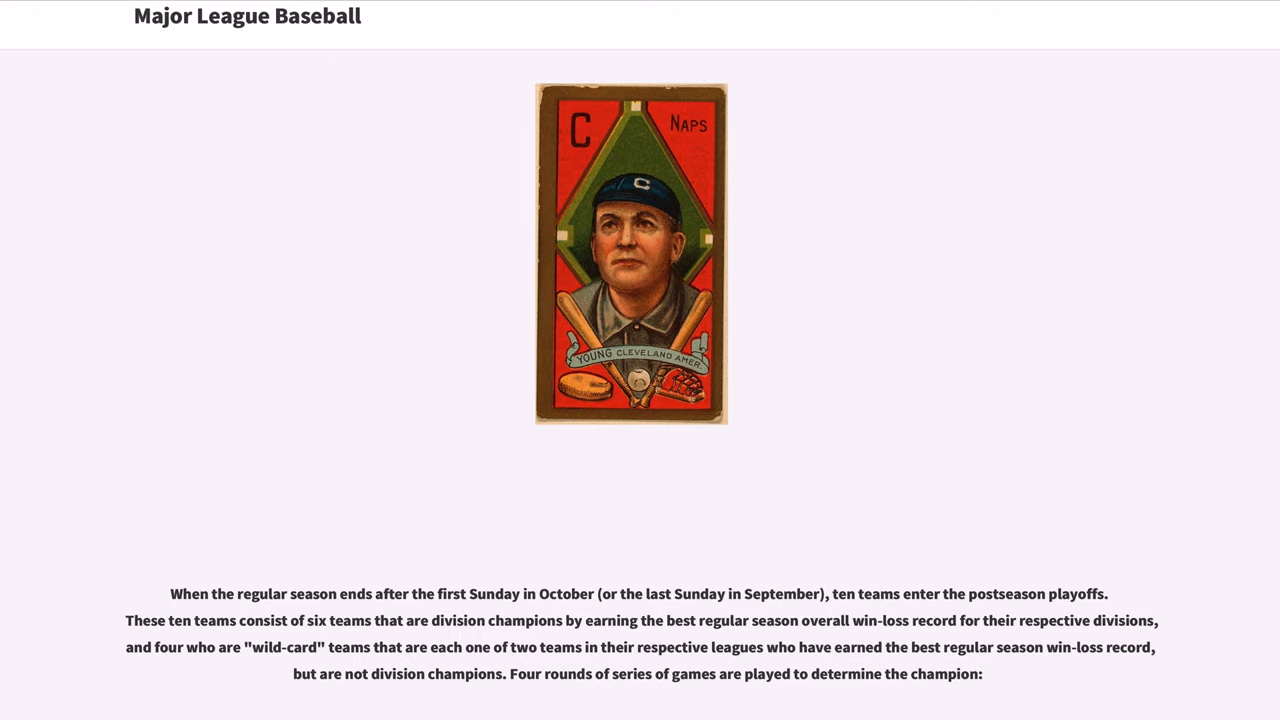 Major League Baseball
C
NAPS
C
YOUNG CLEVELAND AMER.
When the regular season ends after the first Sunday in October (or the last Sunday in September), ten teams enter the postseason playoffs.
These ten teams consist of six teams that are division champions by earning the best regular season overall win-loss record for their respective divisions,
and four who are "wild-card" teams that are each one of two teams in their respective leagues who have earned the best regular season win-loss record,
but are not division champions. Four rounds of series of games are played to determine the champion: